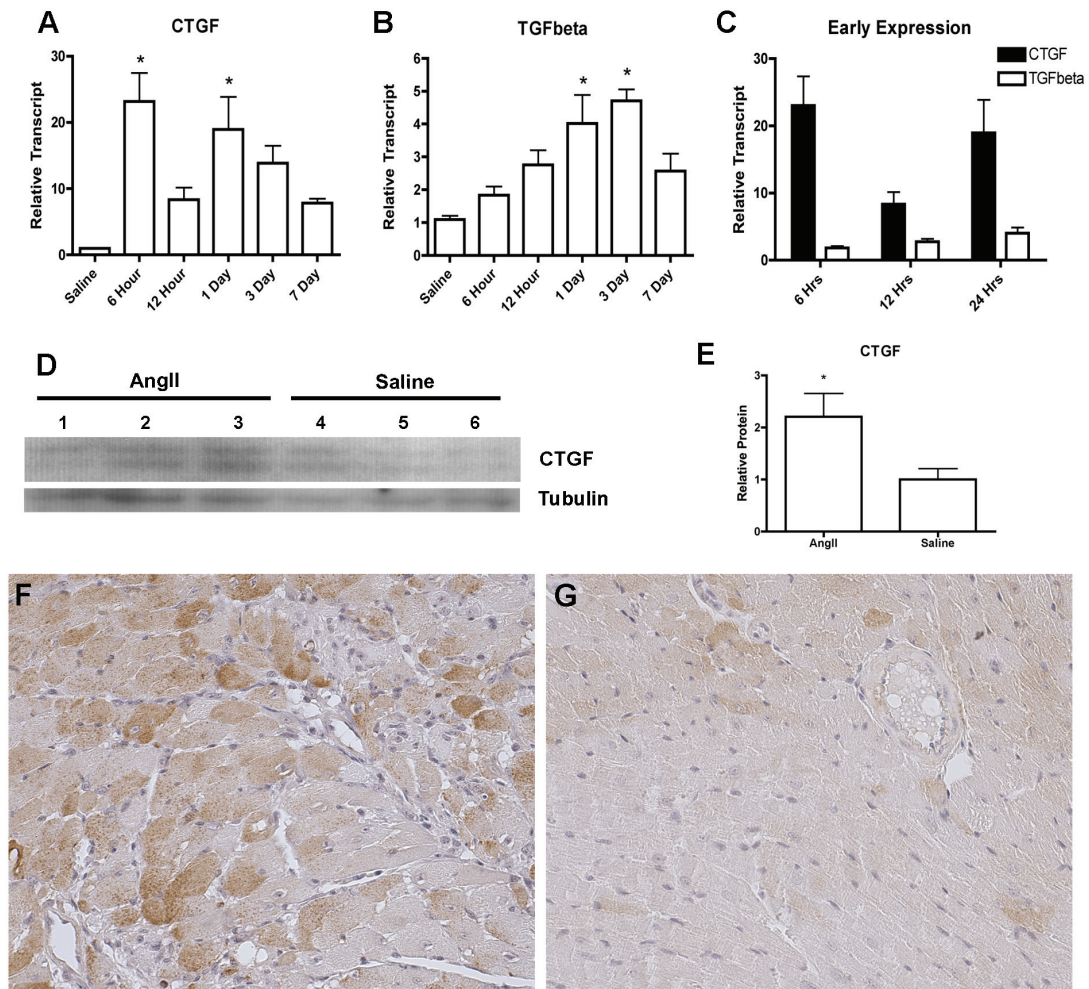 A
CTGF
Relative Transcript
30
20
10
0
*
*
Saline
6 Hour
12 Hour
1 Day
3 Day
7 Day
B
TGFbeta
Relative Transcript
6
5
4
3
2
1
0
*
*
Saline
6 Hour
12 Hour
1 Day
3 Day
7 Day
C
Early Expression
CTGF
TGFbeta
Relative Transcript
30
20
10
0
6 Hrs
12 Hrs
24 Hrs
D
AngII
Saline
1 2 3 4 5 6
CTGF
Tubulin
E
CTGF
Relative Protein
3
2
1
0
*
AngII
Saline
F
G